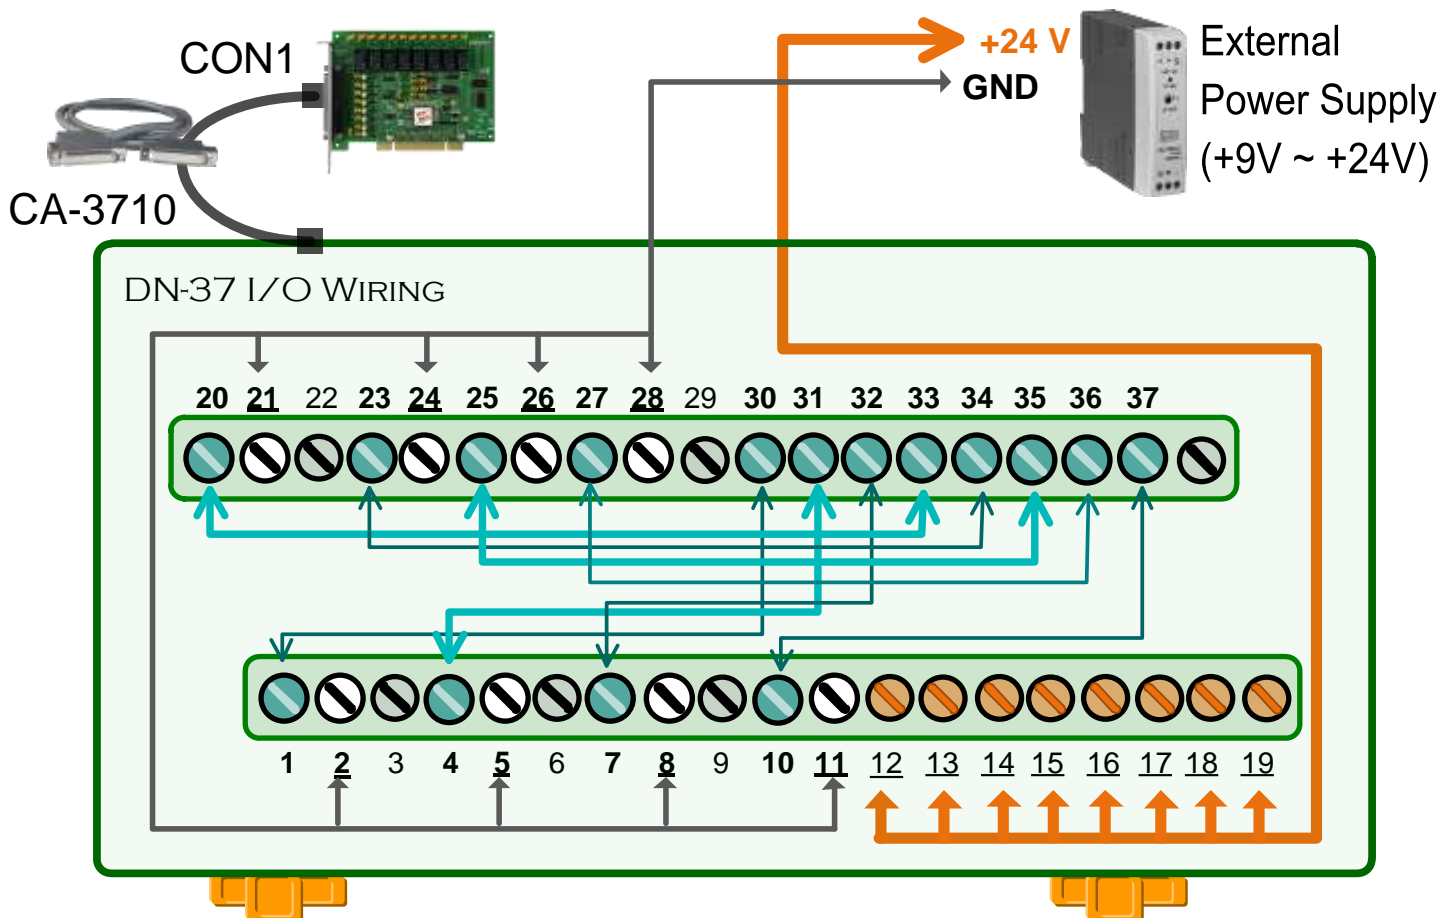 CON1
CA-3710
+24 V
GND
External
Power Supply
(+9V ~ +24V)
DN-37 I/O WIRING
20 21 22 23 24 25 26 27 28 29 30 31 32 33 34 35 36 37
1 2 3 4 5 6 7 8 9 10 11 12 13 14 15 16 17 18 19